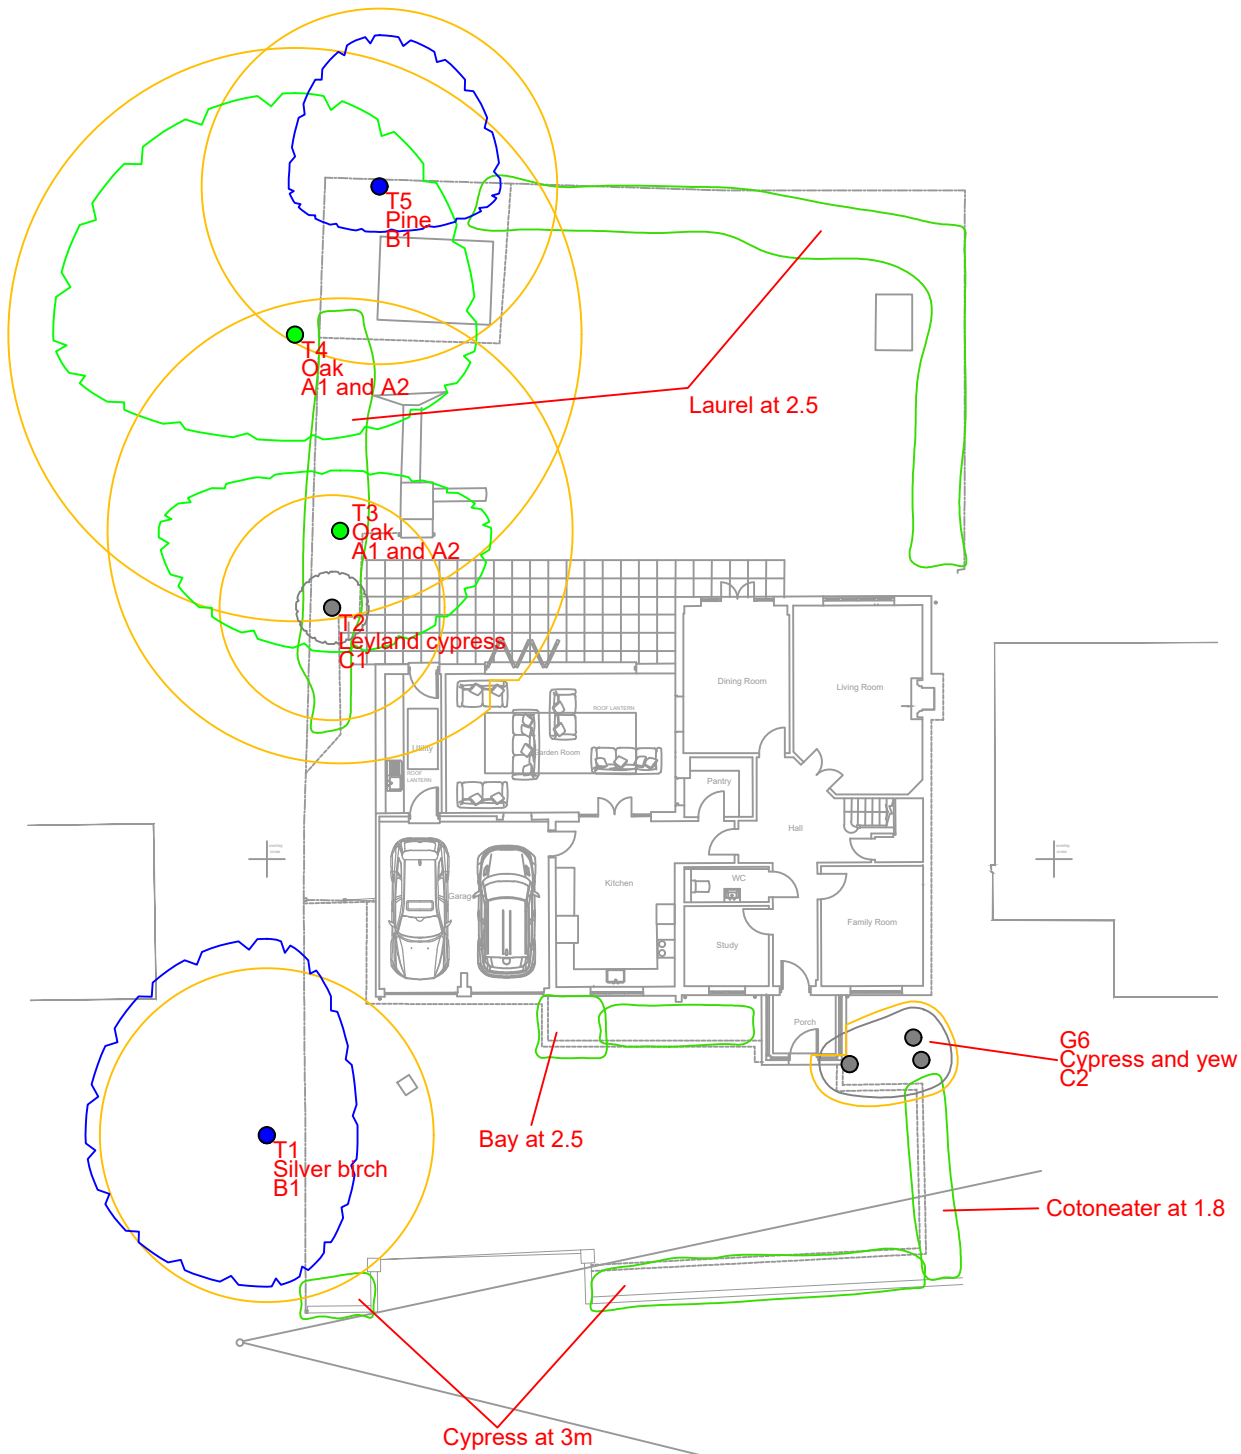 T5
Pine
B1
T4
Oak
A1 and A2
Laurel at 2.5
T3
Oak
A1 and A2
T2
Leyland cypress
C1
Dining Room
Living Room
ROOF LANTERN
Utility
Garden Room
ROOF
LANTERN
Pantry
Hall
Kitchen
WC
Garage
Family Room
Study
Porch
G6
Cypress and yew
C2
Bay at 2.5
T1
Silver birch
B1
Cotoneater at 1.8
Cypress at 3m